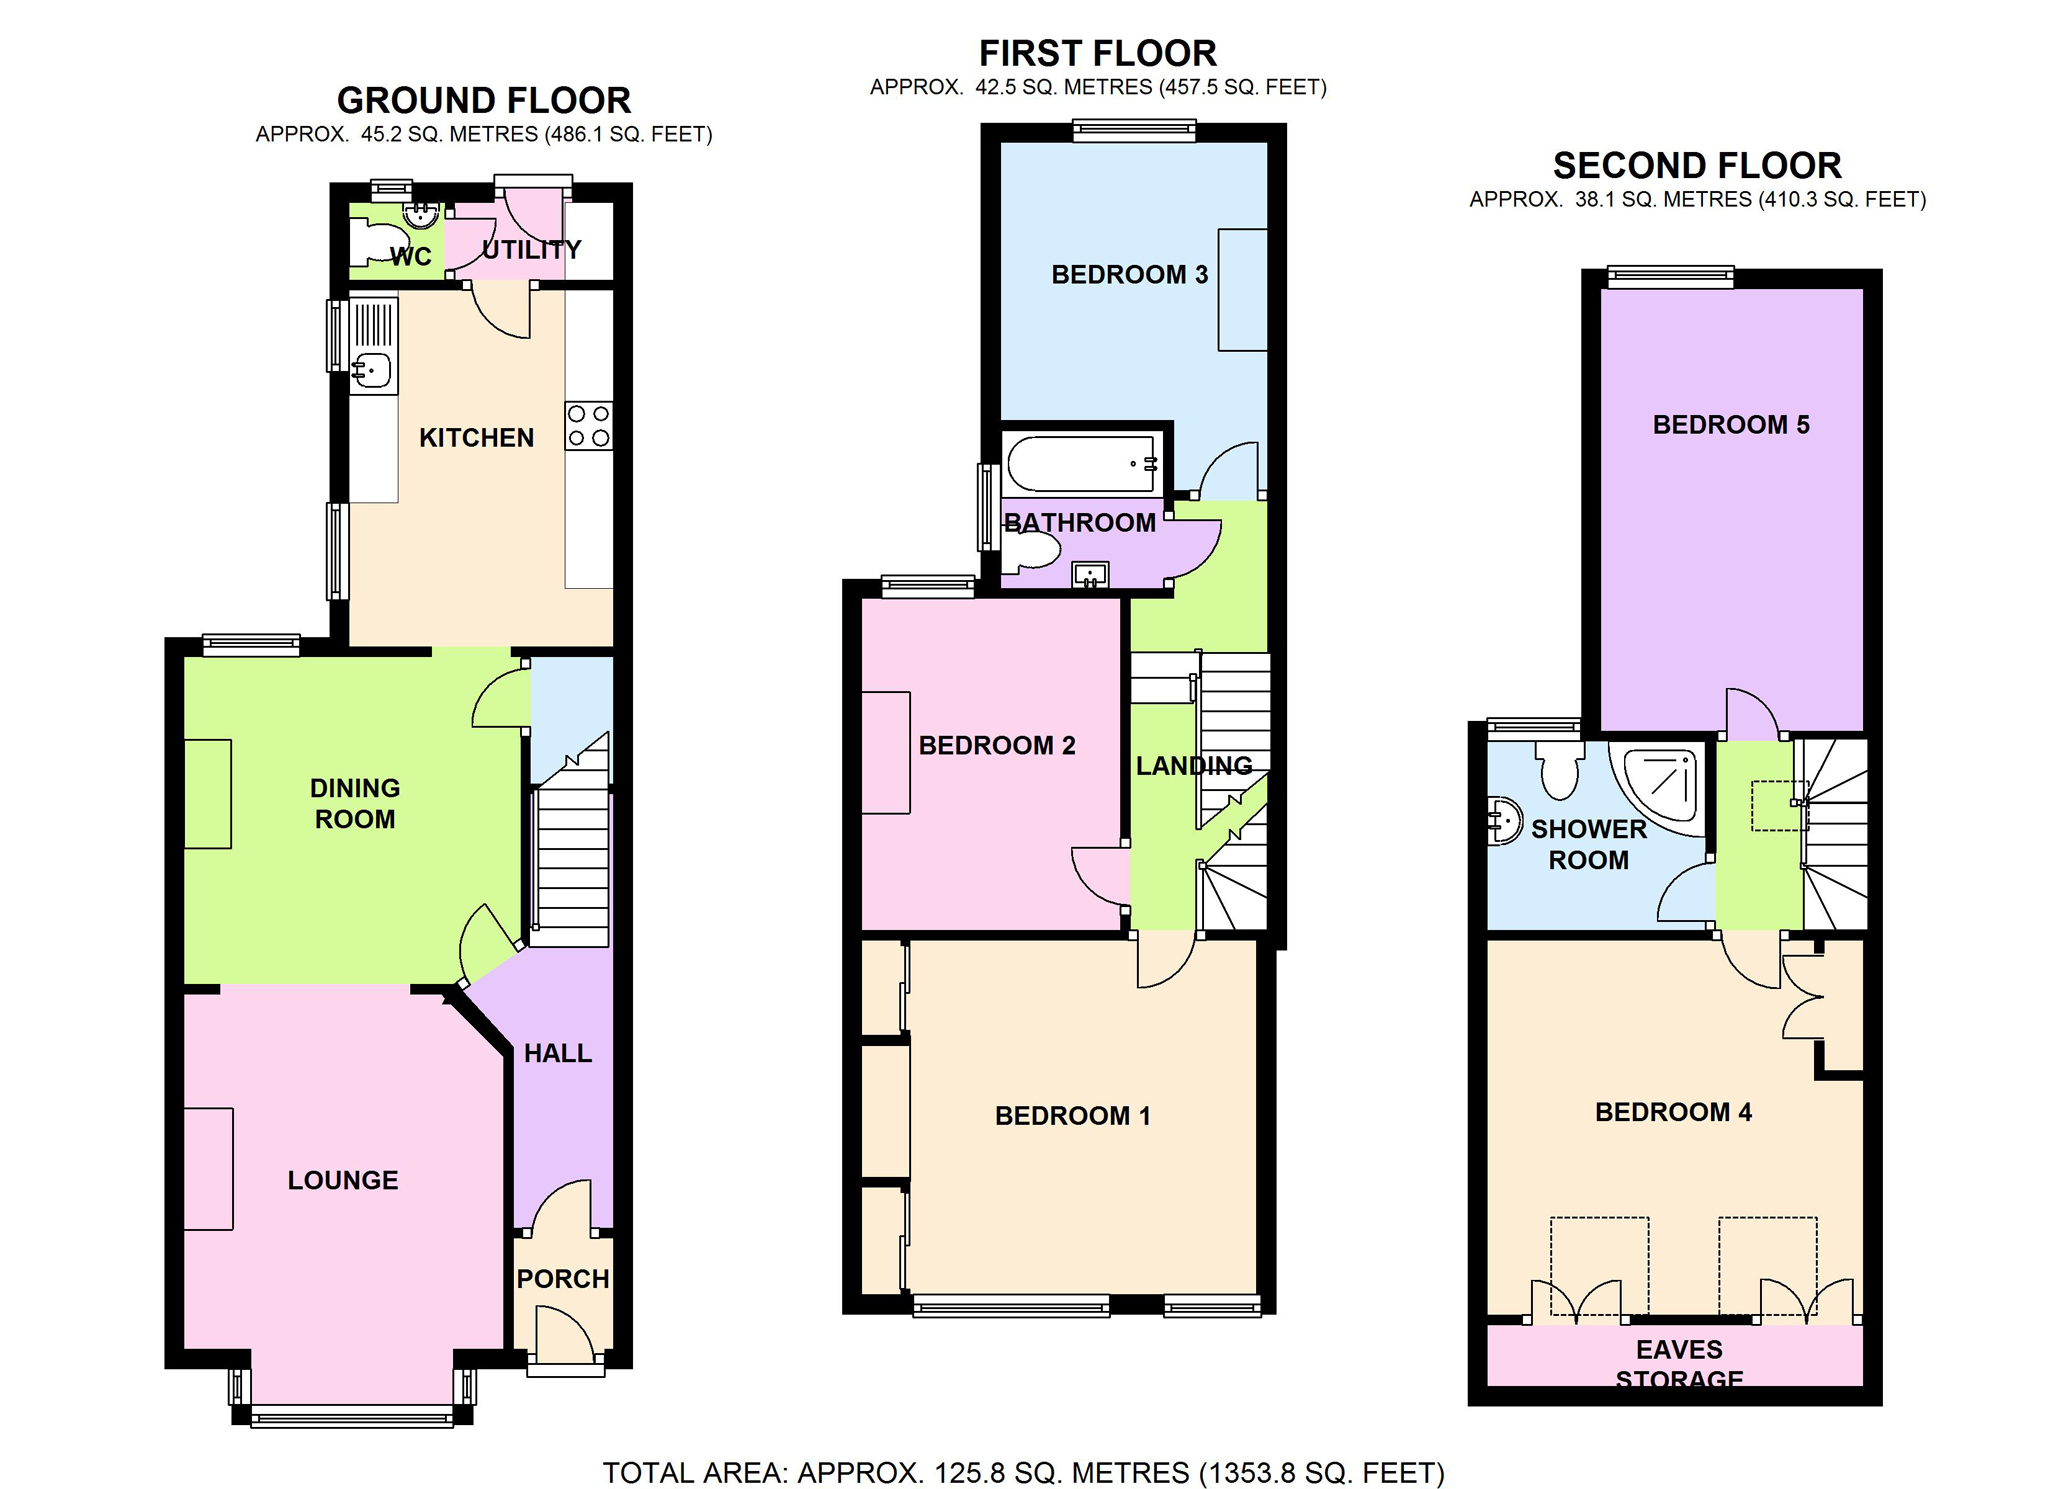 GROUND FLOOR
APPROX. 45.2 SQ. METRES (486.1 SQ. FEET)
WC
UTILITY
KITCHEN
DINING
ROOM
HALL
LOUNGE
PORCH
FIRST FLOOR
APPROX. 42.5 SQ. METRES (457.5 SQ. FEET)
BEDROOM 3
BATHROOM
BEDROOM 2
LANDING
BEDROOM 1
SECOND FLOOR
APPROX. 38.1 SQ. METRES (410.3 SQ. FEET)
BEDROOM 5
SHOWER
ROOM
BEDROOM 4
EAVES
STORAGE
TOTAL AREA: APPROX. 125.8 SQ. METRES (1353.8 SQ. FEET)